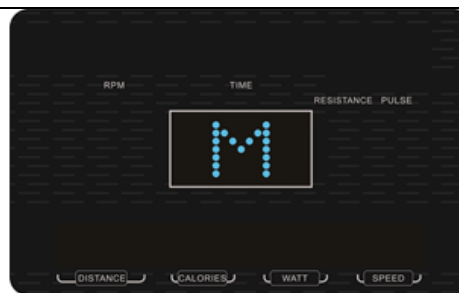 RPM TIME
RESISTANCE PULSE
M
DISTANCE CALORIES WATT SPEED